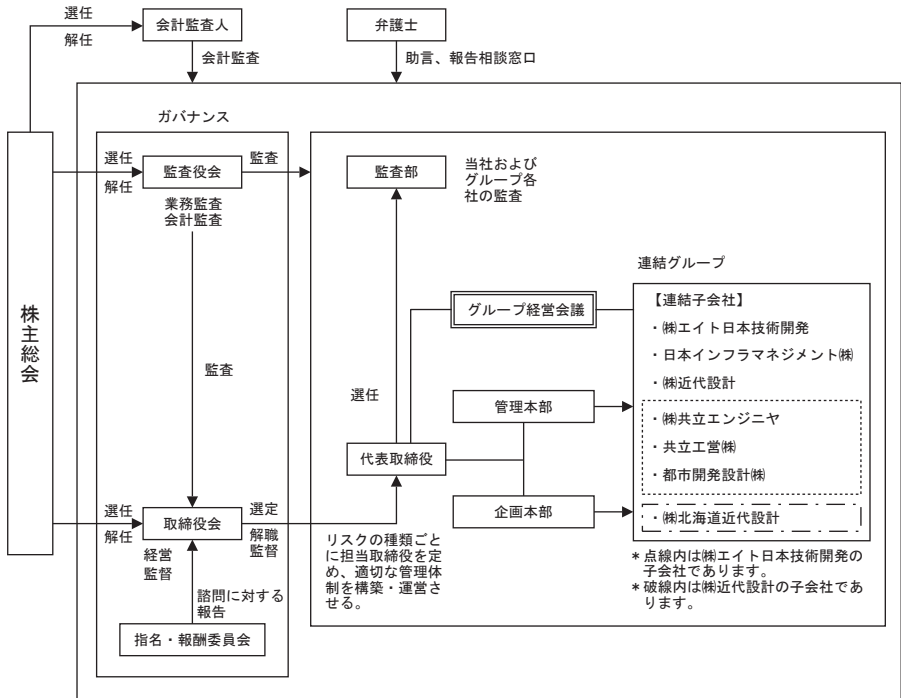 選任
解任
会計監査人
会計監査
弁護士
助言、報告相談窓口
ガバナンス
株主総会
選任
解任
監査役会
監査
業務監査
会計監査
監査
選任
解任
取締役会
選定
解職
監督
経営
監督
諮問に対する
報告
指名・報酬委員会
監査部
当社および
グループ各
社の監査
選任
グループ経営会議
管理本部
代表取締役
企画本部
リスクの種類ごと
に担当取締役を定
め、適切な管理体
制を構築・運営さ
せる。
連結グループ
【連結子会社】
・㈱エイト日本技術開発
・日本インフラマネジメント㈱
・㈱近代設計
・㈱共立エンジニヤ
・共立工営㈱
・都市開発設計㈱
・㈱北海道近代設計
＊点線内は㈱エイト日本技術開発の
子会社であります。
＊破線内は㈱近代設計の子会社であ
ります。